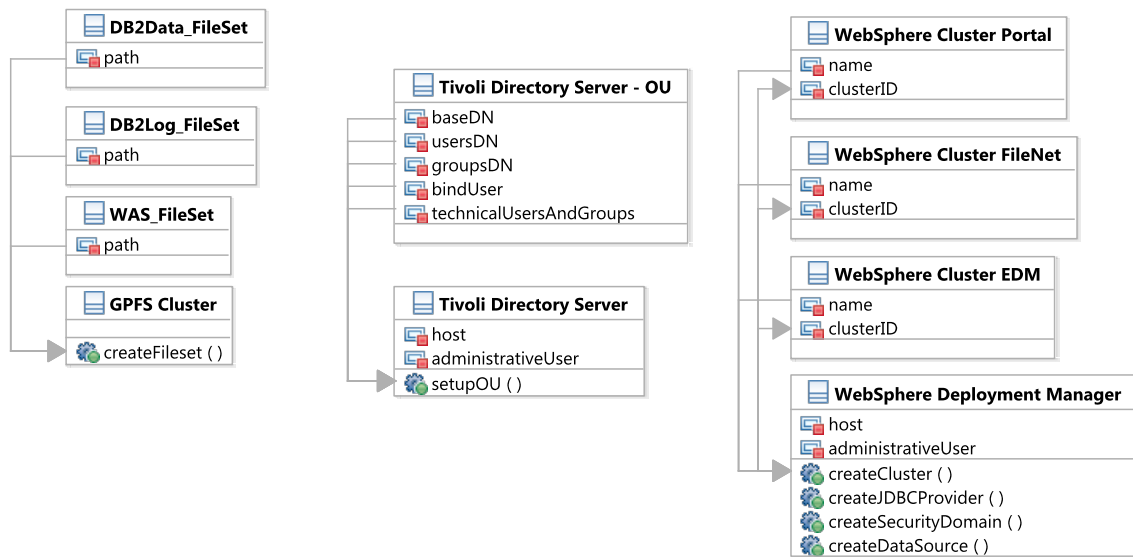 DB2Data_FileSet
path
DB2Log_FileSet
path
WAS_FileSet
path
GPFS Cluster
createFileset ( )
Tivoli Directory Server - OU
baseDN
usersDN
groupsDN
bindUser
technicalUsersAndGroups
Tivoli Directory Server
host
administrativeUser
setupOU ( )
WebSphere Cluster Portal
name
clusterID
WebSphere Cluster FileNet
name
clusterID
WebSphere Cluster EDM
name
clusterID
WebSphere Deployment Manager
host
administrativeUser
createCluster ( )
createJDBCProvider ( )
createSecurityDomain ( )
createDataSource ( )